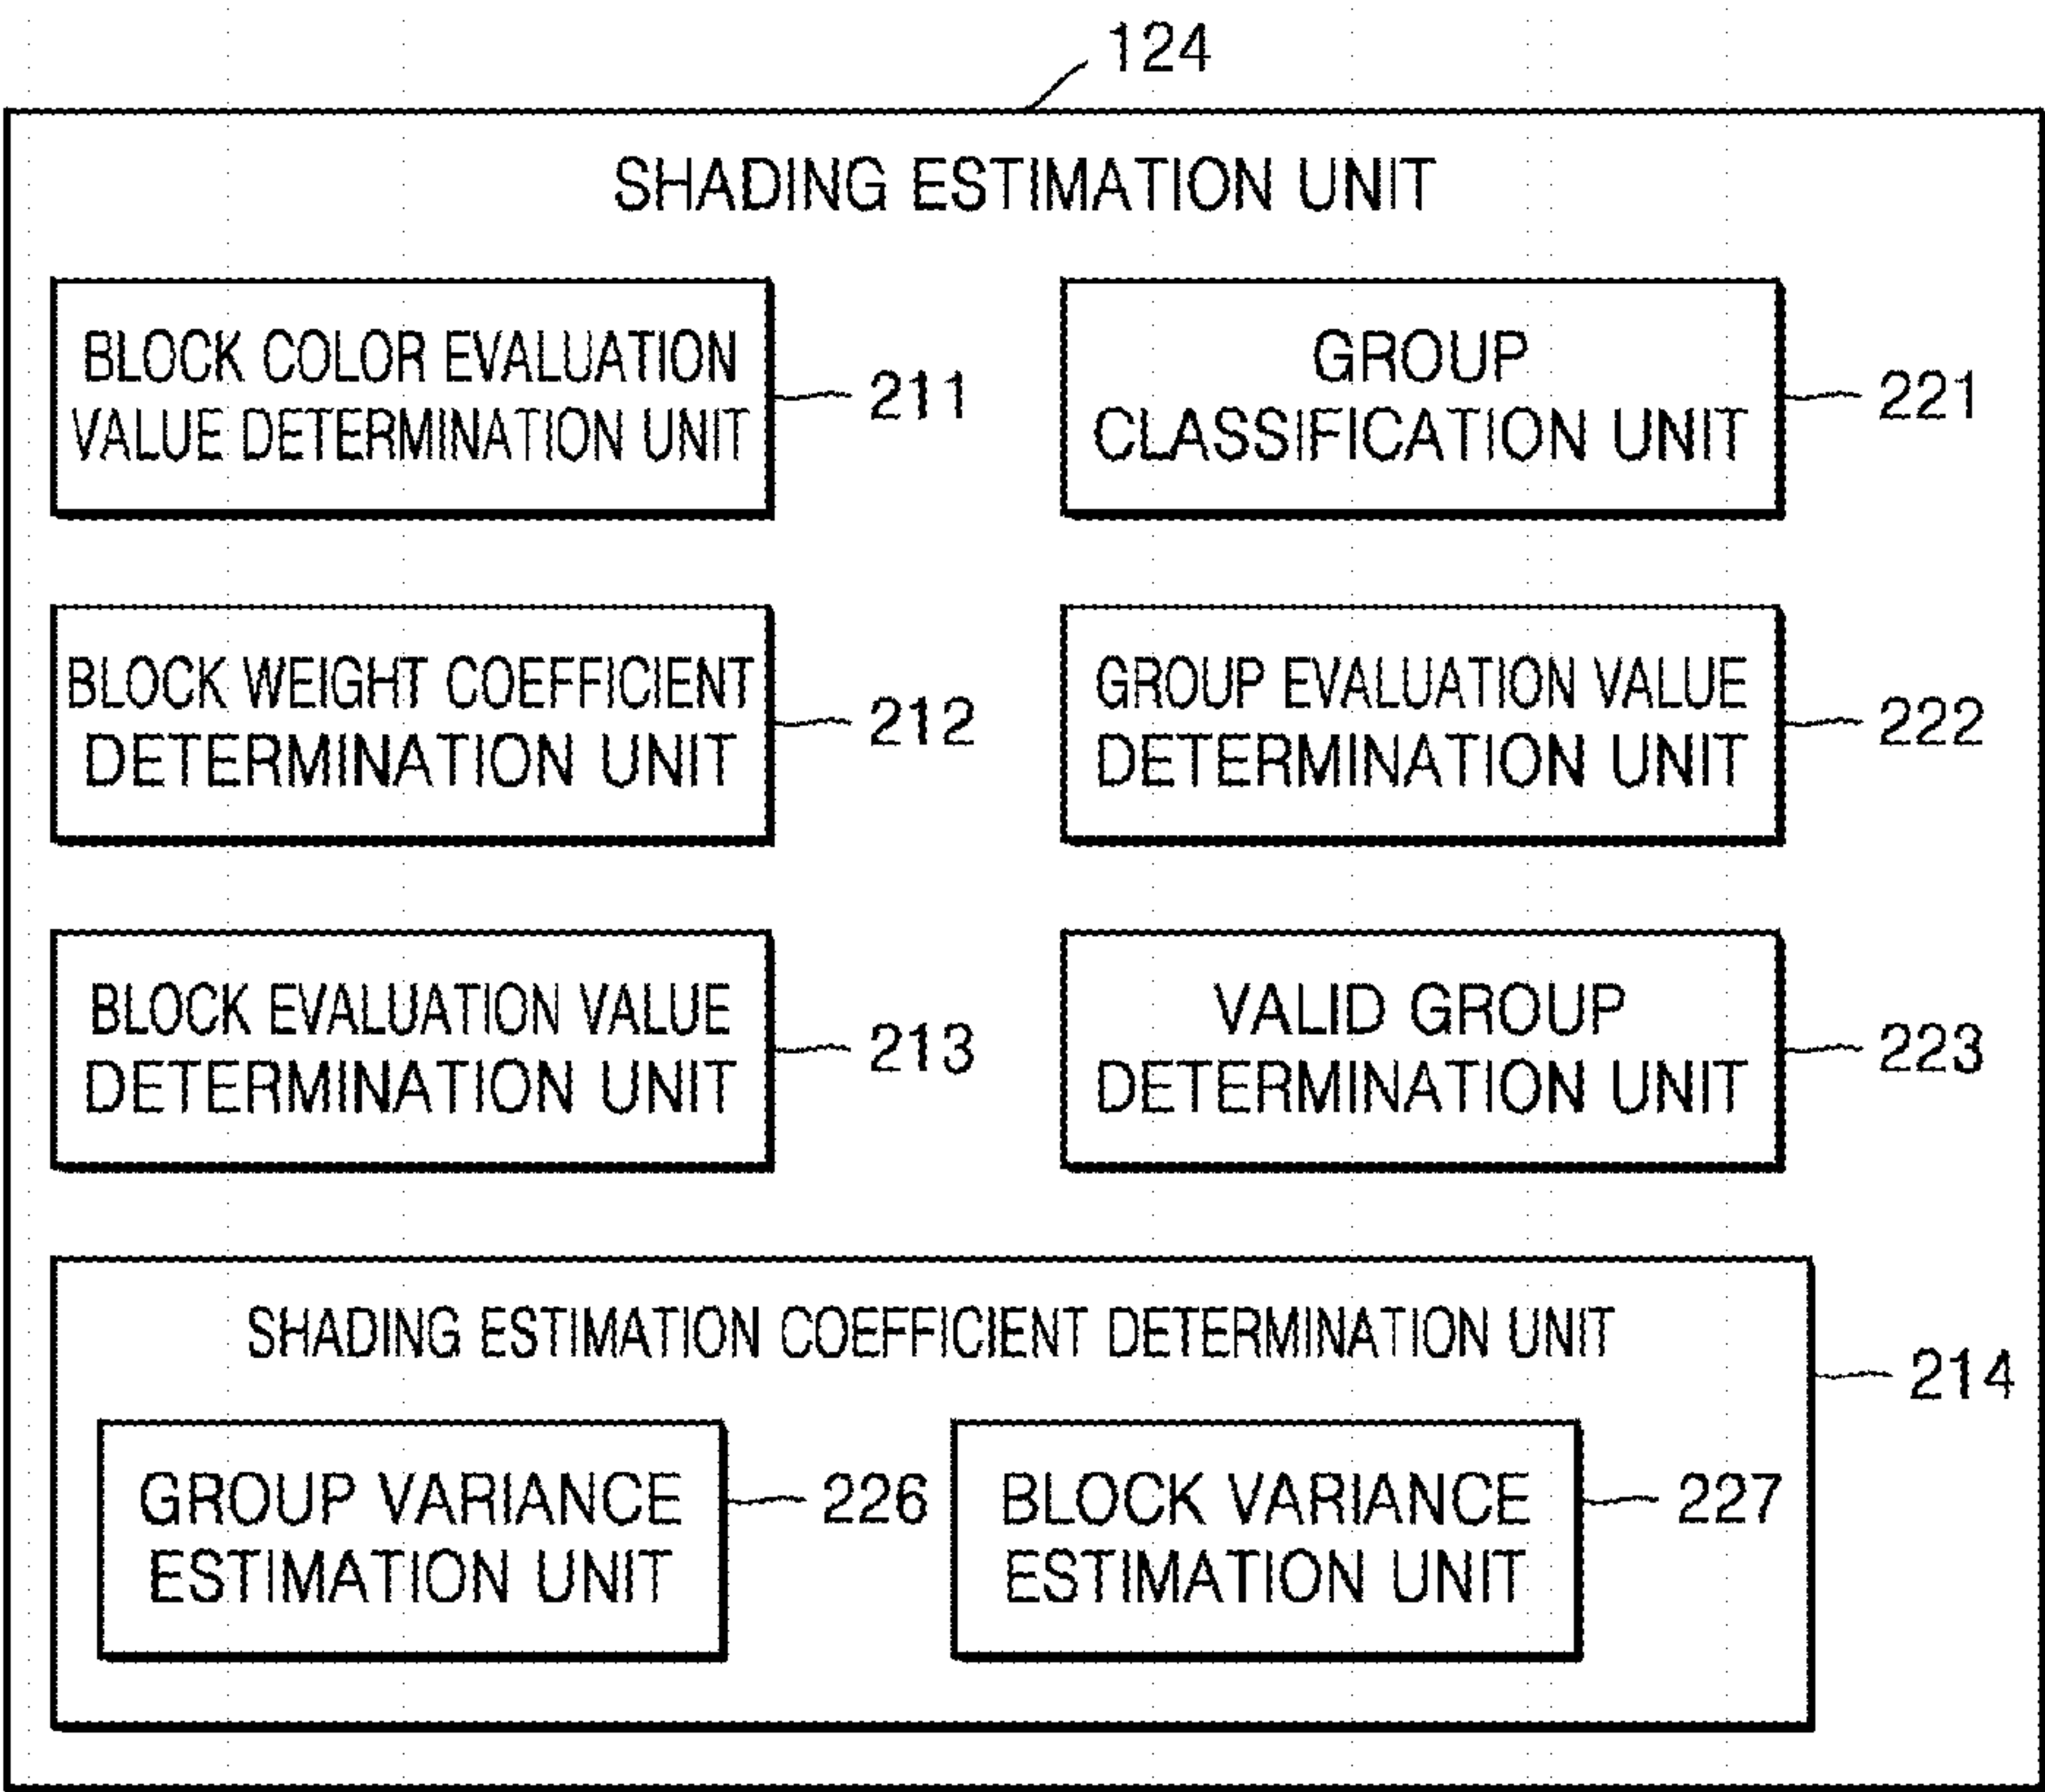 124
SHADING ESTIMATION UNIT
BLOCK COLOR EVALUATION
VALUE DETERMINATION UNIT
211
GROUP
CLASSIFICATION UNIT
221
BLOCK WEIGHT COEFFICIENT
DETERMINATION UNIT
212
GROUP EVALUATION VALUE
DETERMINATION UNIT
222
BLOCK EVALUATION VALUE
DETERMINATION UNIT
213
VALID GROUP
DETERMINATION UNIT
223
SHADING ESTIMATION COEFFICIENT DETERMINATION UNIT
214
GROUP VARIANCE
ESTIMATION UNIT
226
BLOCK VARIANCE
ESTIMATION UNIT
227